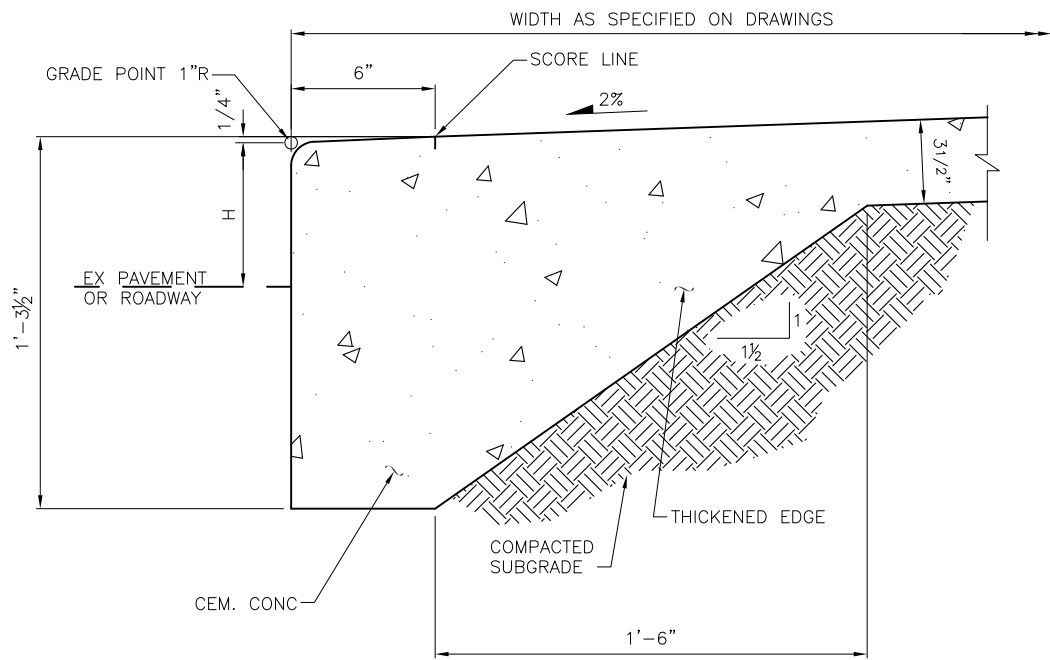 WIDTH AS SPECIFIED ON DRAWINGS
GRADE POINT 1"R
6"
SCORE LINE
1/4"
2%
3 1/2"
H
EX PAVEMENT
OR ROADWAY
1'-3½"
1
1½
THICKENED EDGE
COMPACTED
SUBGRADE
CEM. CONC
1'-6"